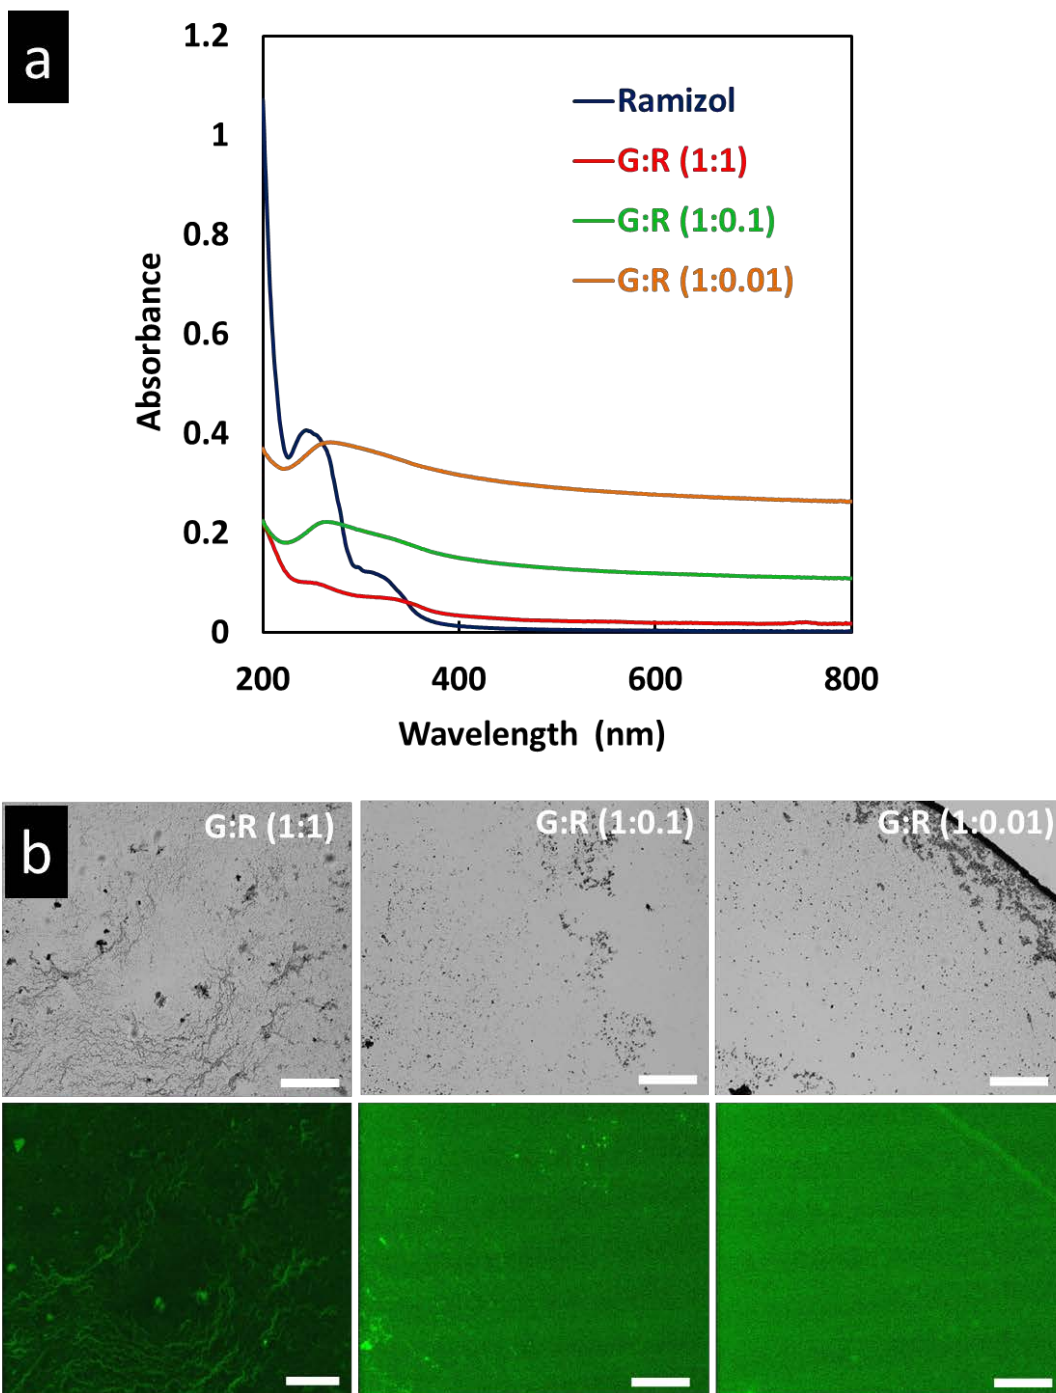 a
1.2
1
0.8
0.6
0.4
0.2
0
Absorbance
Ramizol
G:R (1:1)
G:R (1:0.1)
G:R (1:0.01)
200 400 600 800
Wavelength (nm)
b
G:R (1:1)
G:R (1:0.1)
G:R (1:0.01)